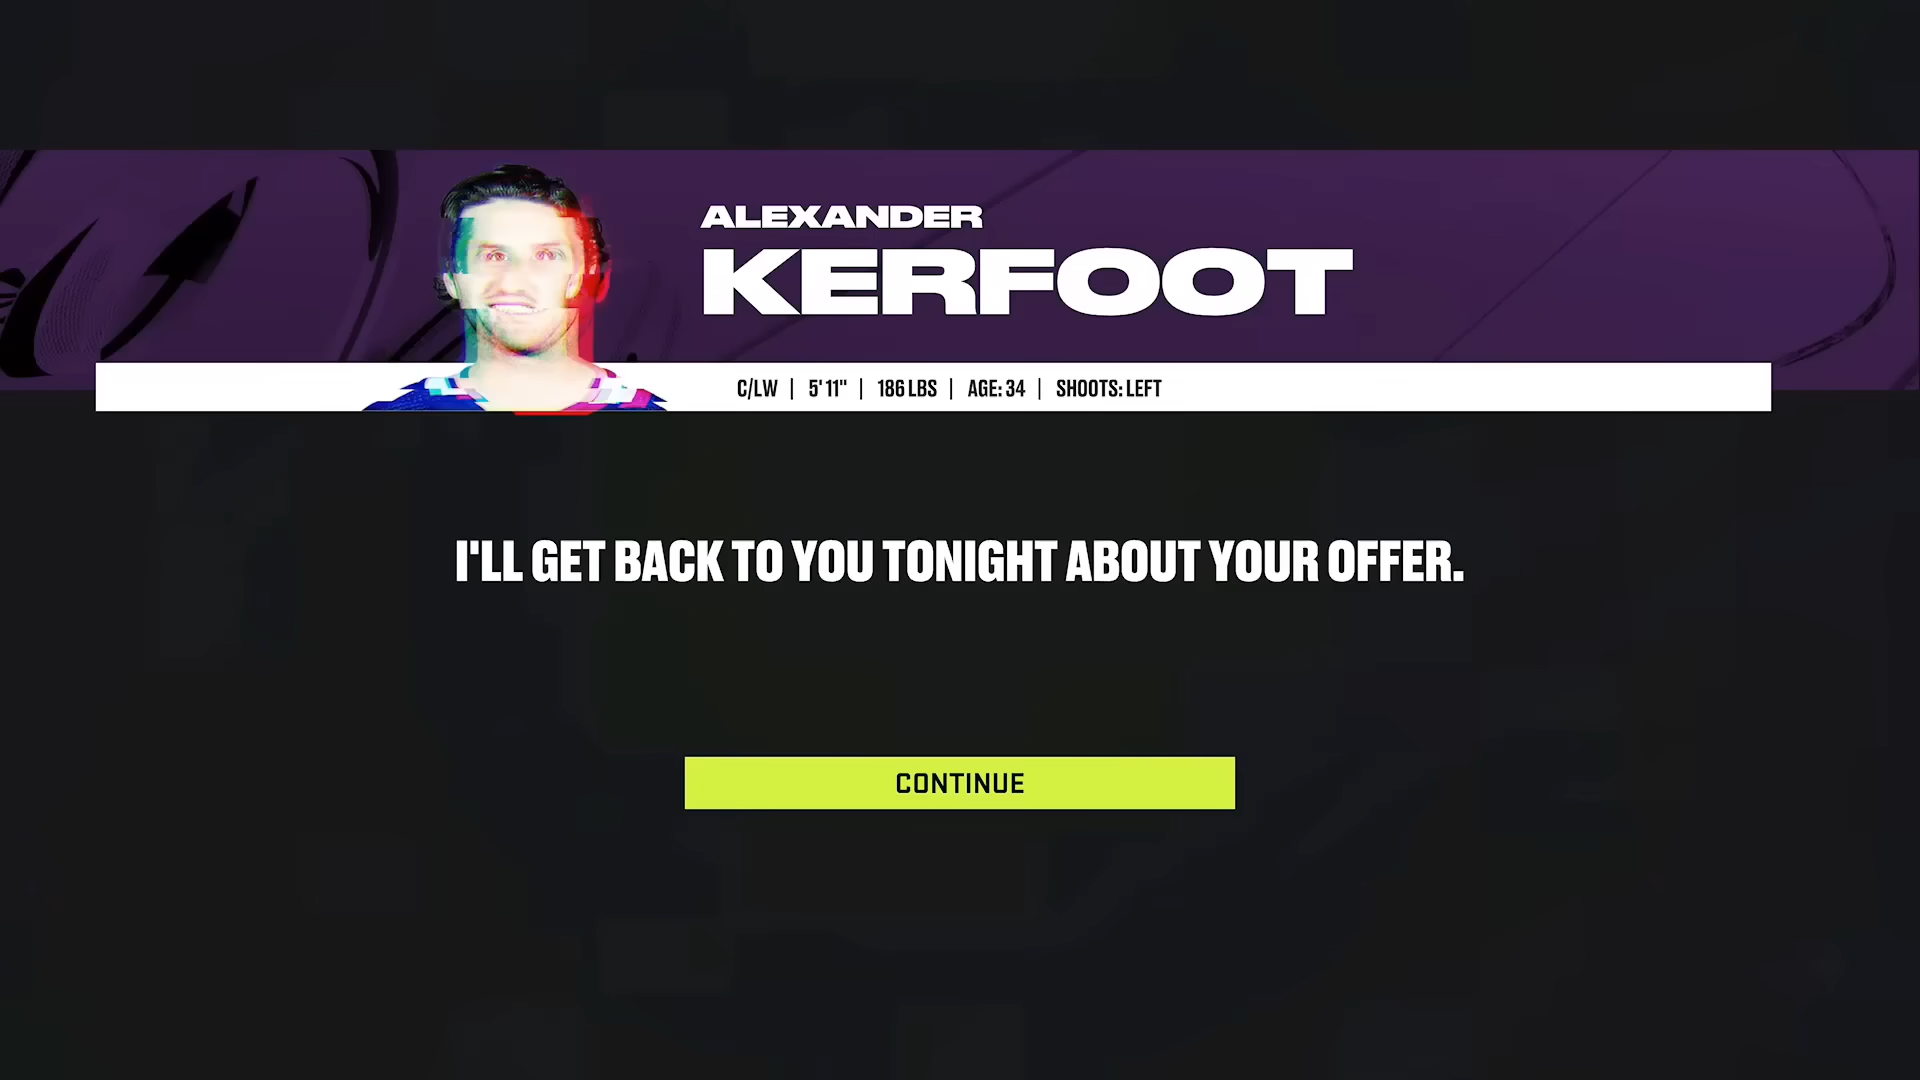 ALEXANDER
KERFOOT
C/LW | 5' 11" | 186 LBS | AGE: 34 | SHOOTS: LEFT
I'LL GET BACK TO YOU TONIGHT ABOUT YOUR OFFER.
CONTINUE